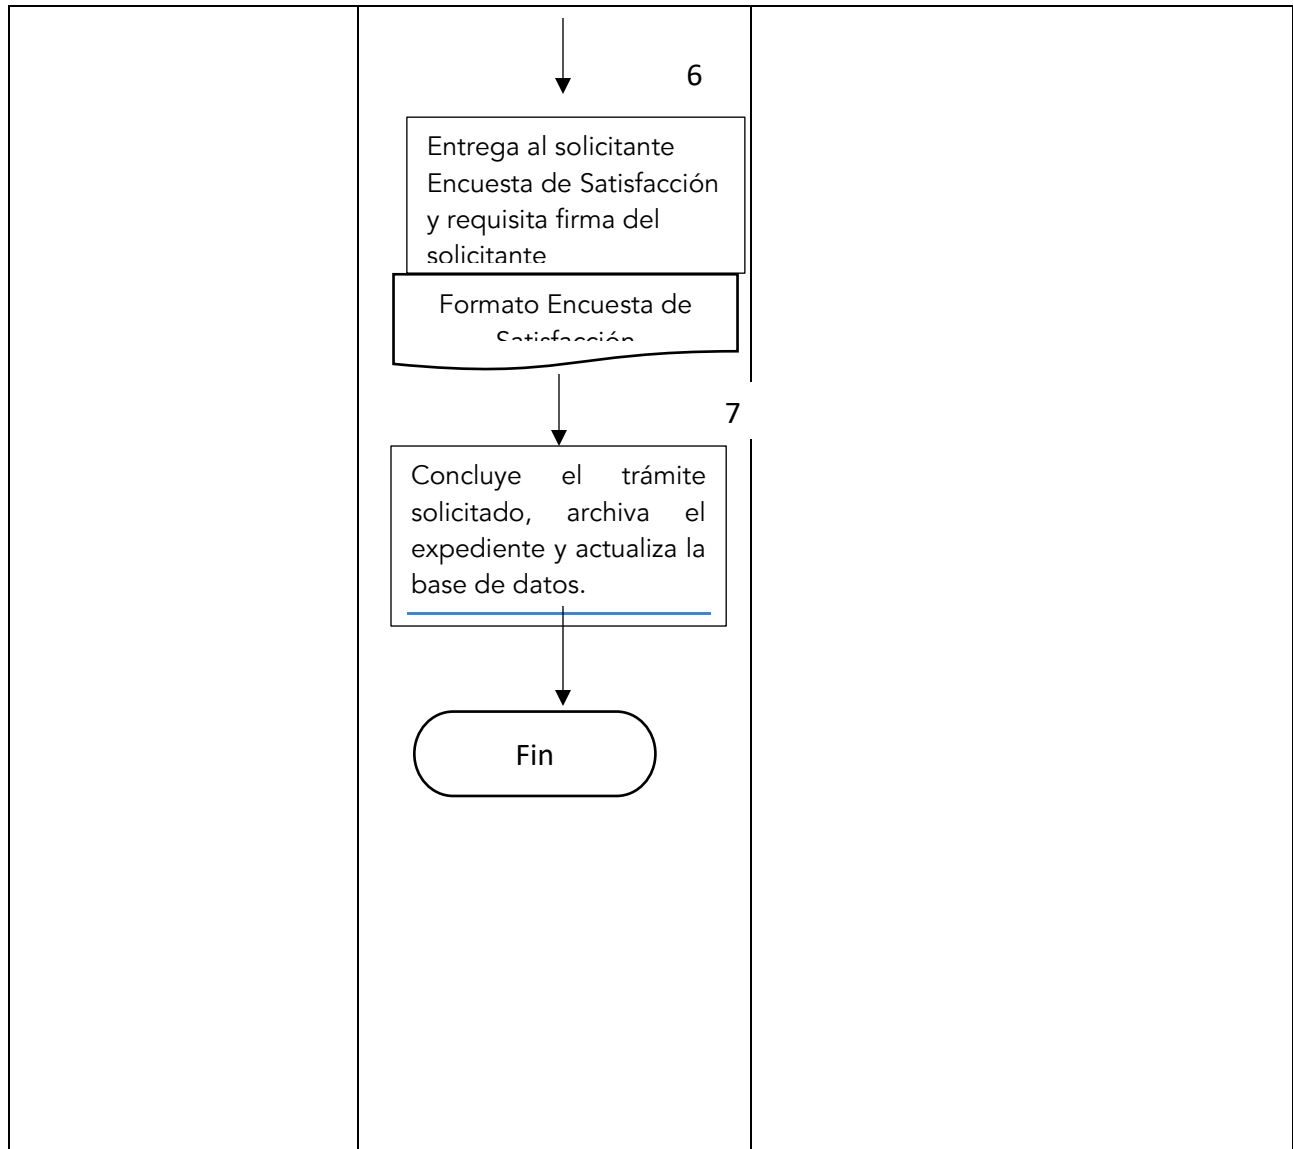 6
Entrega al solicitante
Encuesta de Satisfacción
y requisita firma del
solicitante
Formato Encuesta de
Satisfacción
7
Concluye el trámite
solicitado, archiva el
expediente y actualiza la
base de datos.
Fin